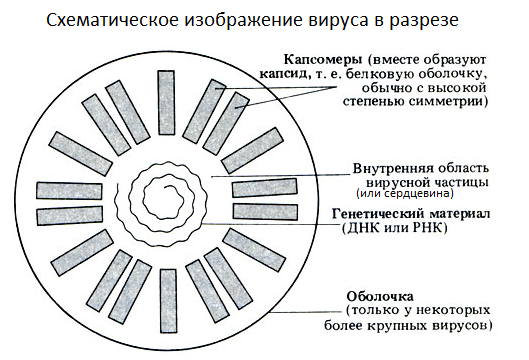 Схематическое изображение вируса в разрезе
Капсомеры (вместе образуют
капсид, т. е. белковую оболочку,
обычно с высокой
степенью симметрии)
Внутренняя область
вирусной частицы
(или сердцевина)
Генетический материал
(ДНК или РНК)
Оболочка
(только у некоторых
более крупных вирусов)